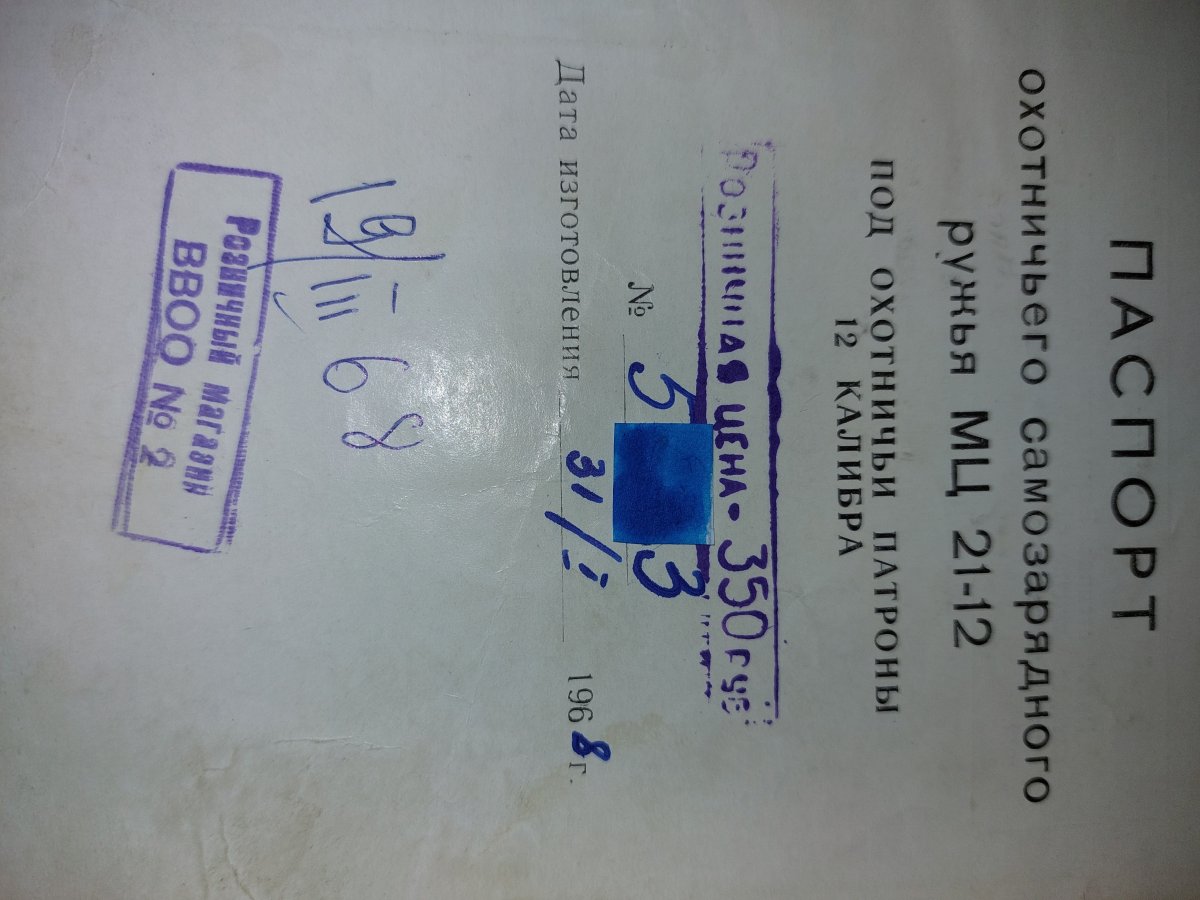 ПАСПОРТ
охотничьего самозарядного
ружья МЦ 21-12
ПОД ОХОТНИЧЬИ ПАТРОНЫ
12 КАЛИБРА
Розничная ЦЕНА- 350 руб
№ 5 3
Дата изготовления 31/I 1968 г.
19/III 68
Розничный магазин
ВВОО № 2